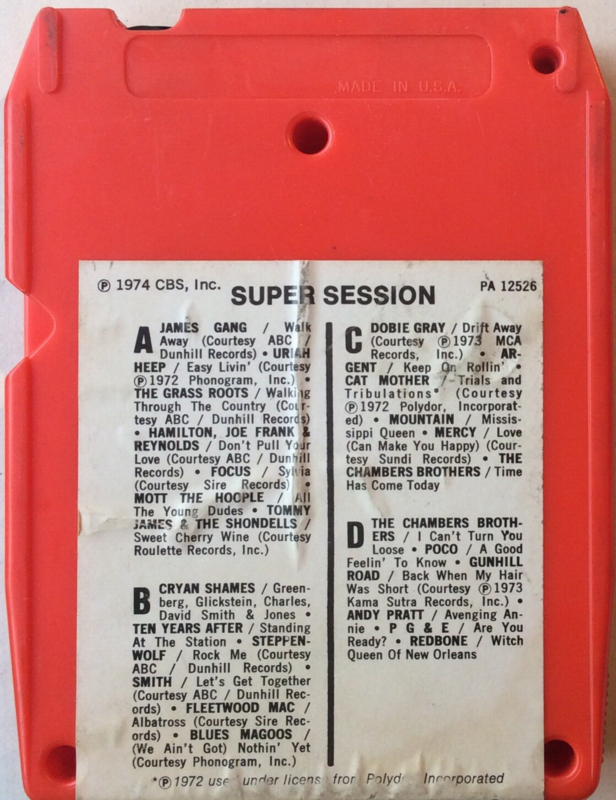 MADE IN U.S.A.
℗ 1974 CBS, Inc.
SUPER SESSION
PA 12526
A JAMES GANG / Walk
Away (Courtesy ABC /
Dunhill Records) • URIAH
HEEP / Easy Livin' (Courtesy
℗1972 Phonogram, Inc.) •
THE GRASS ROOTS / Walking
Through The Country (Cour-
tesy ABC / Dunhill Records)
• HAMILTON, JOE FRANK &
REYNOLDS / Don't Pull Your
Love (Courtesy ABC / Dunhill
Records) • FOCUS / Sylvia
(Courtesy Sire Records) •
MOTT THE HOOPLE / All
The Young Dudes • TOMMY
JAMES & THE SHONDELLS /
Sweet Cherry Wine (Courtesy
Roulette Records, Inc.)
B CRYAN SHAMES / Green-
berg, Glickstein, Charles,
David Smith & Jones •
TEN YEARS AFTER / Standing
At The Station • STEPPEN-
WOLF / Rock Me (Courtesy
ABC / Dunhill Records) •
SMITH / Let's Get Together
(Courtesy ABC / Dunhill Rec-
ords) • FLEETWOOD MAC /
Albatross (Courtesy Sire Rec-
ords) • BLUES MAGOOS /
(We Ain't Got) Nothin' Yet
(Courtesy Phonogram, Inc.)
C DOBIE GRAY / Drift Away
(Courtesy ℗1973 MCA
Records, Inc.) • AR-
GENT / Keep On Rollin' •
CAT MOTHER / Trials and
Tribulations* (Courtesy
℗1972 Polydor, Incorporat-
ed) • MOUNTAIN / Missis-
sippi Queen • MERCY / Love
(Can Make You Happy) (Cour-
tesy Sundi Records) • THE
CHAMBERS BROTHERS / Time
Has Come Today
D THE CHAMBERS BROTH-
ERS / I Can't Turn You
Loose • POCO / A Good
Feelin' To Know • GUNHILL
ROAD / Back When My Hair
Was Short (Courtesy ℗1973
Kama Sutra Records, Inc.) •
ANDY PRATT / Avenging An-
nie • P G & E / Are You
Ready? • REDBONE / Witch
Queen Of New Orleans
*℗1972 use under license from Polydor Incorporated